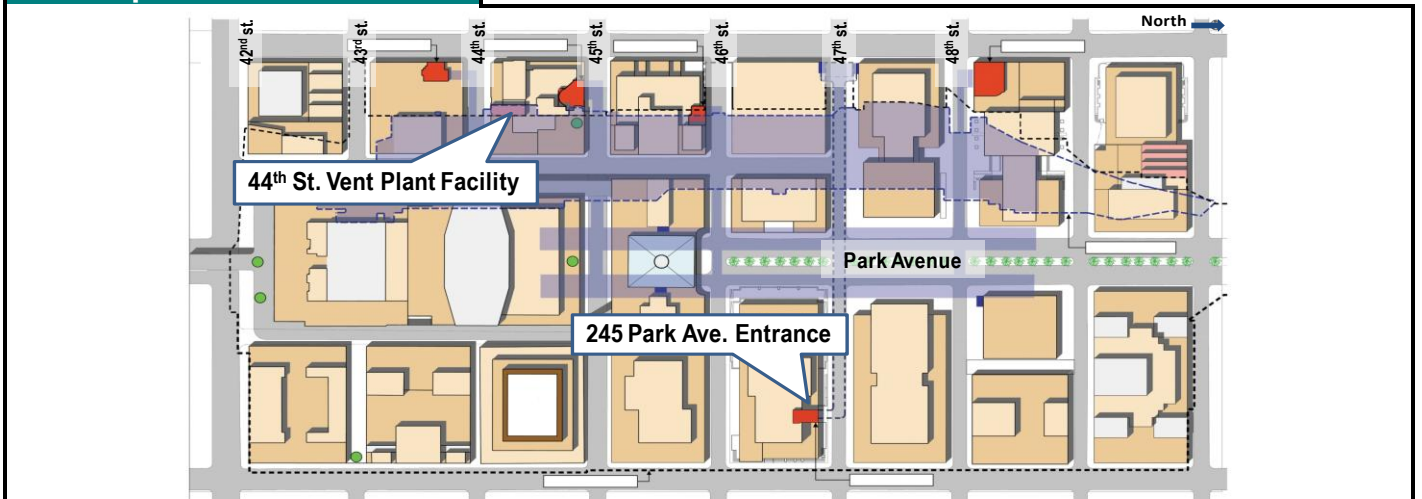 North
42nd st.
43rd st.
44th st.
45th st.
46th st.
47th st.
48th st.
44th St. Vent Plant Facility
Park Avenue
245 Park Ave. Entrance